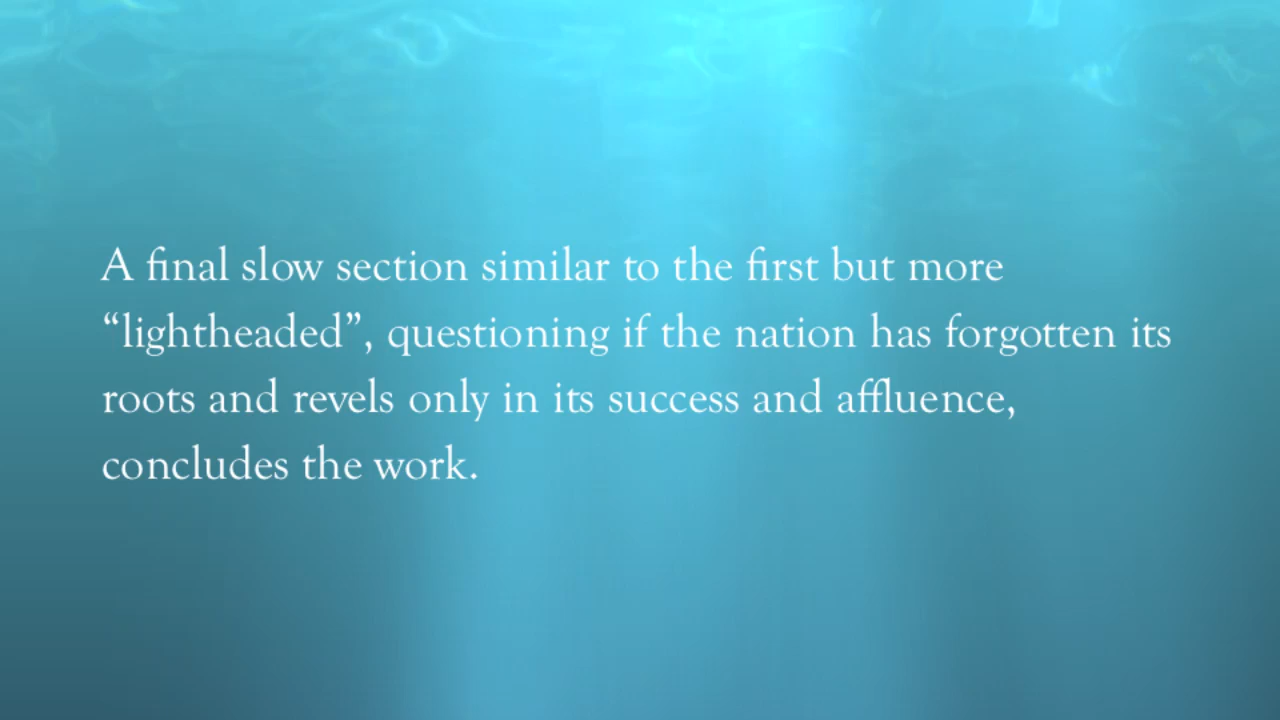 A final slow section similar to the first but more
“lightheaded”, questioning if the nation has forgotten its
roots and revels only in its success and affluence,
concludes the work.